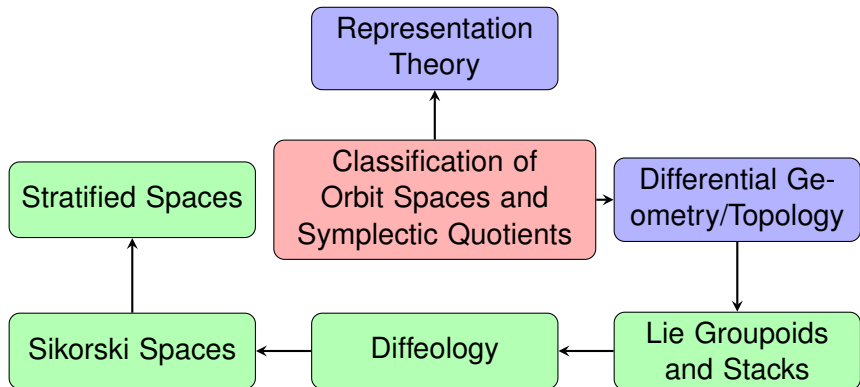 Representation
Theory
Classification of
Orbit Spaces and
Symplectic Quotients
Stratified Spaces
Differential Ge-
ometry/Topology
Sikorski Spaces
Diffeology
Lie Groupoids
and Stacks